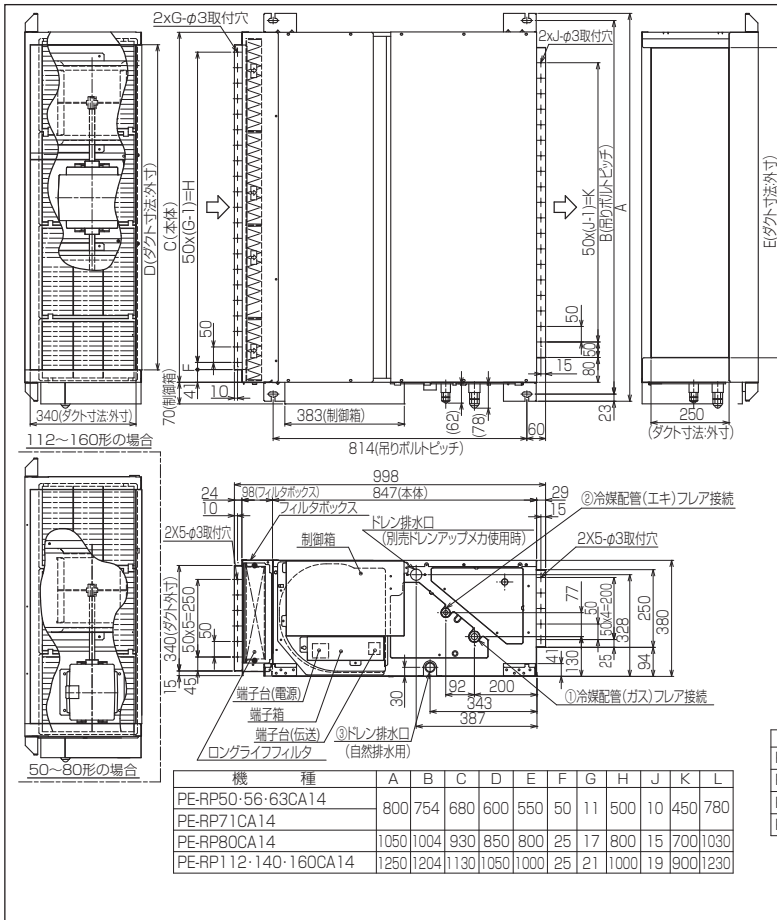 2xG-φ3取付穴
2xJ-φ3取付穴
D(ダクト寸法:外寸)
C(本体)
50x(G-1)=H
50
F
41
70(制御箱)
10
340(ダクト寸法:外寸)
112~160形の場合
383(制御箱)
(62)
(78)
814(吊りボルトピッチ)
60
50x(J-1)=K
B(吊りボルトピッチ)
A
50
50
15
80
23
E(ダクト寸法:外寸)
250
(ダクト寸法:外寸)
998
24
98(フィルタボックス)
847(本体)
29
10
15
フィルタボックス
ドレン排水口
(別売ドレンアップメカ使用時)
②冷媒配管(エキ)フレア接続
2X5-φ3取付穴
制御箱
2X5-φ3取付穴
340(ダクト外寸)
50x5=250
50
15
45
77
50
50x4=200
328
250
380
41
130
25
94
30
92
200
343
387
①冷媒配管(ガス)フレア接続
端子台(電源)
端子箱
端子台(伝送)
ロングライフフィルタ
③ドレン排水口
(自然排水用)
50~80形の場合
機種 A B C D E F G H J K L
PE-RP50·56·63CA14
PE-RP71CA14
800 754 680 600 550 50 11 500 10 450 780
PE-RP80CA14 1050 1004 930 850 800 25 17 800 15 700 1030
PE-RP112·140·160CA14 1250 1204 1130 1050 1000 25 21 1000 19 900 1230